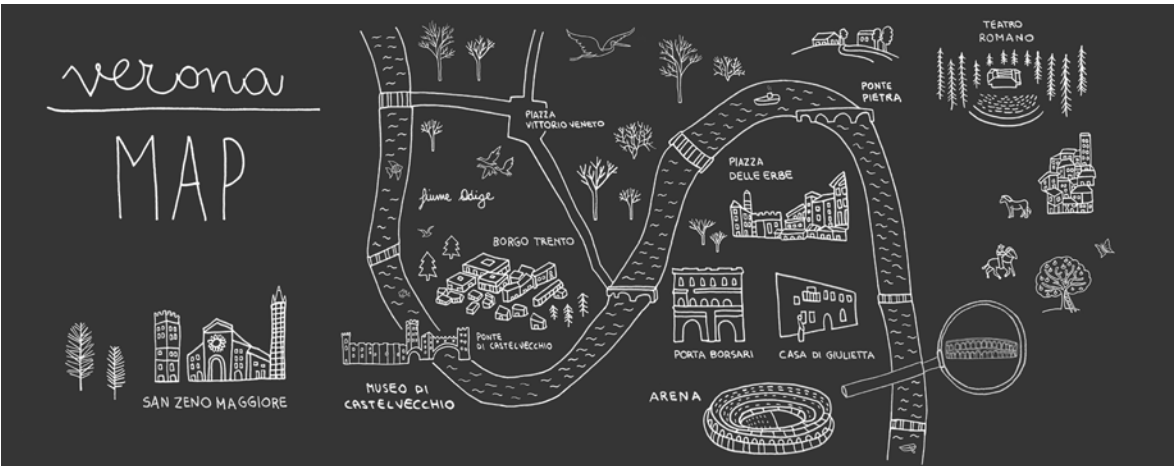 verona
MAP
TEATRO
ROMANO
PONTE
PIETRA
PIAZZA
VITTORIO VENETO
PIAZZA
DELLE ERBE
fiume Adige
BORGO TRENTO
PONTE
DI CASTELVECCHIO
MUSEO DI
CASTELVECCHIO
SAN ZENO MAGGIORE
PORTA BORSARI
CASA DI GIULIETTA
ARENA